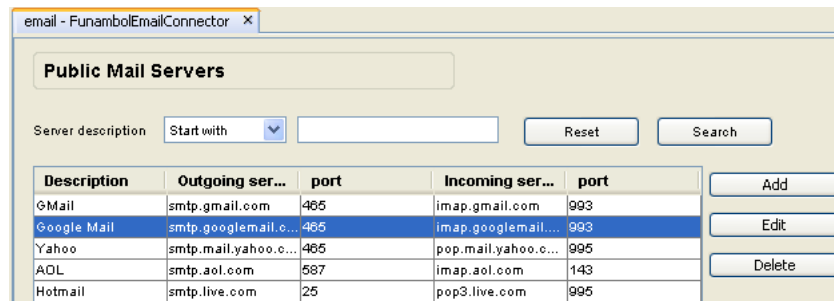 email - FunambolEmailConnector ×
Public Mail Servers
Server description Start with Reset Search
Description Outgoing ser... port Incoming ser... port
GMail smtp.gmail.com 465 imap.gmail.com 993
Google Mail smtp.googlemail.c... 465 imap.googlemail.... 993
Yahoo smtp.mail.yahoo.c... 465 pop.mail.yahoo.c... 995
AOL smtp.aol.com 587 imap.aol.com 143
Hotmail smtp.live.com 25 pop3.live.com 995
Add
Edit
Delete